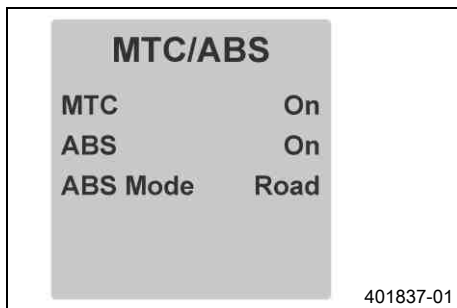 MTC/ABS
MTC On
ABS On
ABS Mode Road
401837-01